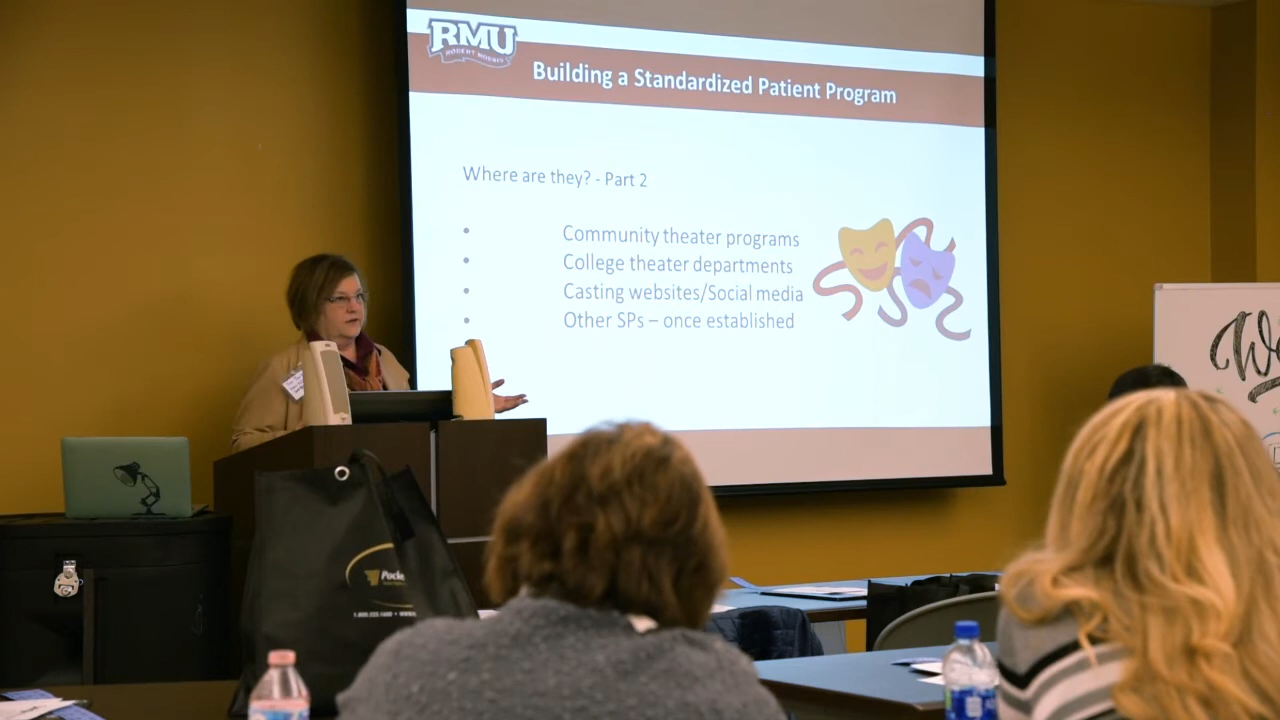 RMU
ROBERT MORRIS
Building a Standardized Patient Program
Where are they? - Part 2
• Community theater programs
• College theater departments
• Casting websites/Social media
• Other SPs – once established